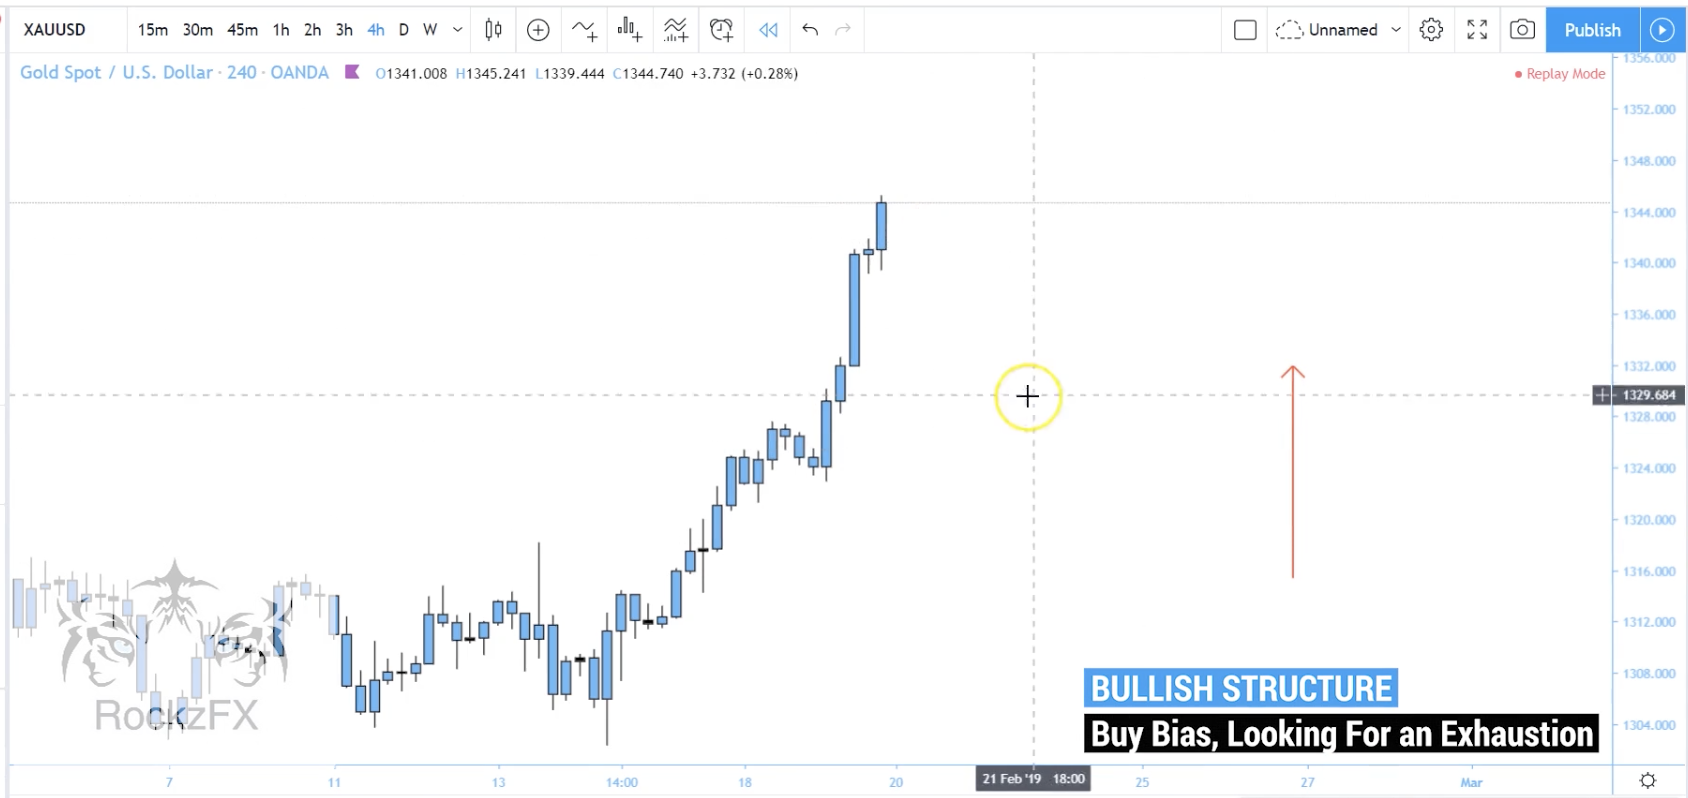 XAUUSD 15m 30m 45m 1h 2h 3h 4h D W Unnamed Publish
Gold Spot / U.S. Dollar · 240 · OANDA O1341.008 H1345.241 L1339.444 C1344.740 +3.732 (+0.28%) Replay Mode
1356.000
1352.000
1348.000
1344.000
1340.000
1336.000
1332.000
1329.684
1328.000
1324.000
1320.000
1316.000
1312.000
1308.000
1304.000
RockzFX
BULLISH STRUCTURE
Buy Bias, Looking For an Exhaustion
7 11 13 14:00 18 20 21 Feb '19 18:00 25 27 Mar